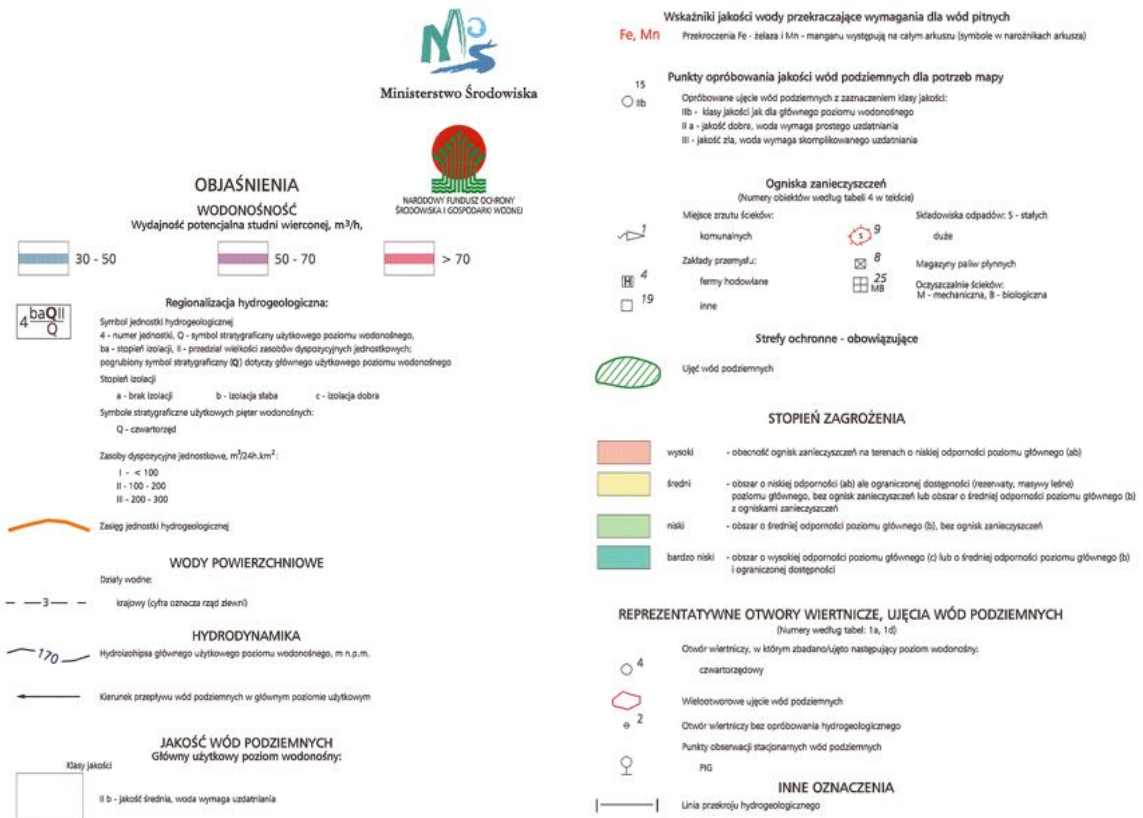 MoŚ
Ministerstwo Środowiska
NARODOWY FUNDUSZ OCHRONY
ŚRODOWISKA I GOSPODARKI WODNEJ
OBJAŚNIENIA
WODONOŚNOŚĆ
Wydajność potencjalna studni wierconej, m³/h,
30 - 50
50 - 70
> 70
Regionalizacja hydrogeologiczna:
4 baQII
Q
Symbol jednostki hydrogeologicznej
4 - numer jednostki, Q - symbol stratygraficzny użytkowego poziomu wodonośnego,
ba - stopień izolacji, II - przedział wielkości zasobów dyspozycyjnych jednostkowych;
pogrubiony symbol stratygraficzny (Q) dotyczy głównego użytkowego poziomu wodonośnego
Stopień izolacji
a - brak izolacji b - izolacja słaba c - izolacja dobra
Symbole stratygraficzne użytkowych pięter wodonośnych:
Q - czwartorzęd
Zasoby dyspozycyjne jednostkowe, m³/24h.km²:
I - < 100
II - 100 - 200
III - 200 - 300
Zasięg jednostki hydrogeologicznej
WODY POWIERZCHNIOWE
Działy wodne:
3
krajowy (cyfra oznacza rząd zlewni)
HYDRODYNAMIKA
170
Hydroizohipsa głównego użytkowego poziomu wodonośnego, m n.p.m.
Kierunek przepływu wód podziemnych w głównym poziomie użytkowym
JAKOŚĆ WÓD PODZIEMNYCH
Główny użytkowy poziom wodonośny:
Klasy jakości
II b - jakość średnia, woda wymaga uzdatniania
Wskaźniki jakości wody przekraczające wymagania dla wód pitnych
Fe, Mn
Przekroczenia Fe - żelaza i Mn - manganu występują na całym arkuszu (symbole w narożnikach arkusza)
Punkty opróbowania jakości wód podziemnych dla potrzeb mapy
15
IIb
Opróbowane ujęcie wód podziemnych z zaznaczeniem klasy jakości:
IIb - klasy jakości jak dla głównego poziomu wodonośnego
II a - jakość dobra, woda wymaga prostego uzdatniania
III - jakość zła, woda wymaga skomplikowanego uzdatniania
Ogniska zanieczyszczeń
(Numery obiektów według tabeli 4 w tekście)
Miejsce zrzutu ścieków:
1
komunalnych
Zakłady przemysłu:
H 4
fermy hodowlane
19
inne
Składowiska odpadów: S - stałych
S 9
duże
8
Magazyny paliw płynnych
25
MB
Oczyszczalnie ścieków:
M - mechaniczna, B - biologiczna
Strefy ochronne - obowiązujące
Ujęć wód podziemnych
STOPIEŃ ZAGROŻENIA
wysoki - obecność ognisk zanieczyszczeń na terenach o niskiej odporności poziomu głównego (ab)
średni - obszar o niskiej odporności (ab) ale ograniczonej dostępności (rezerwaty, masywy leśne)
poziomu głównego, bez ognisk zanieczyszczeń lub obszar o średniej odporności poziomu głównego (b)
z ogniskami zanieczyszczeń
niski - obszar o średniej odporności poziomu głównego (b), bez ognisk zanieczyszczeń
bardzo niski - obszar o wysokiej odporności poziomu głównego (c) lub o średniej odporności poziomu głównego (b)
i ograniczonej dostępności
REPREZENTATYWNE OTWORY WIERTNICZE, UJĘCIA WÓD PODZIEMNYCH
(Numery według tabel: 1a, 1d)
Otwór wiertniczy, w którym zbadano/ujęto następujący poziom wodonośny:
4
czwartorzędowy
Wielootworowe ujęcie wód podziemnych
2
Otwór wiertniczy bez opróbowania hydrogeologicznego
Punkty obserwacji stacjonarnych wód podziemnych
PIG
INNE OZNACZENIA
Linia przekroju hydrogeologicznego